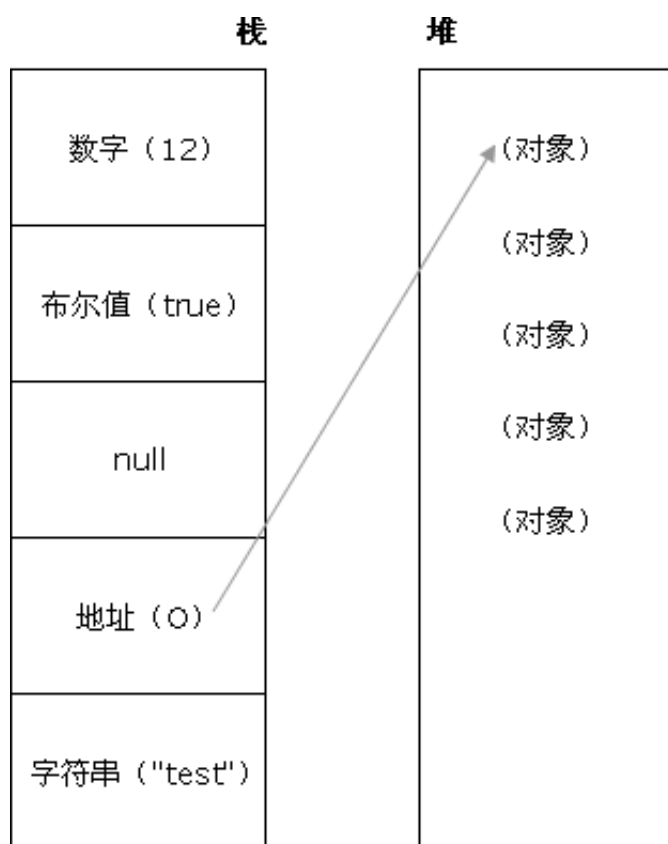 栈 堆
数字（12）
（对象）
（对象）
布尔值（true）
（对象）
（对象）
null
（对象）
地址（0）
字符串（"test"）